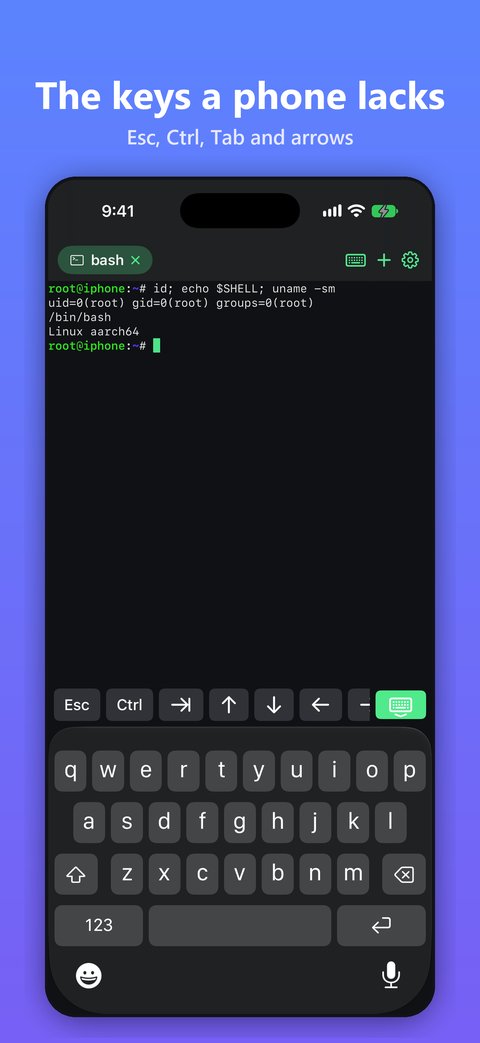 The keys a phone lacks
Esc, Ctrl, Tab and arrows
9:41
bash
root@iphone:~# id; echo $SHELL; uname -sm
uid=0(root) gid=0(root) groups=0(root)
/bin/bash
Linux aarch64
root@iphone:~#
Esc Ctrl
q w e r t y u i o p
a s d f g h j k l
z x c v b n m
123